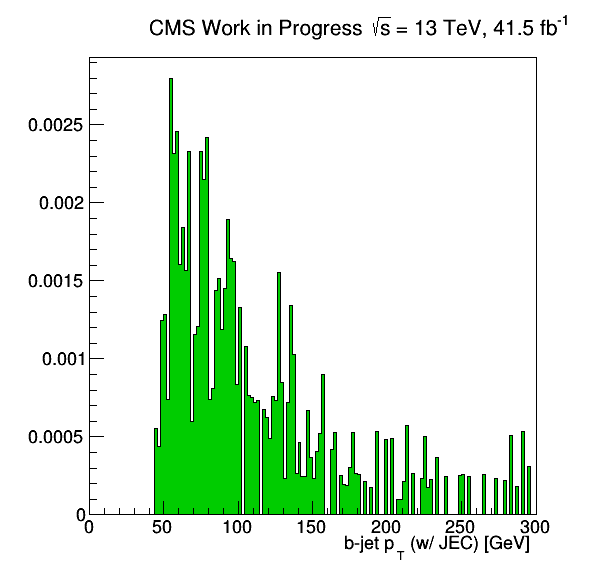 CMS Work in Progress √s = 13 TeV, 41.5 fb⁻¹
0.0025
0.002
0.0015
0.001
0.0005
0
0 50 100 150 200 250 300
b-jet p_T (w/ JEC) [GeV]